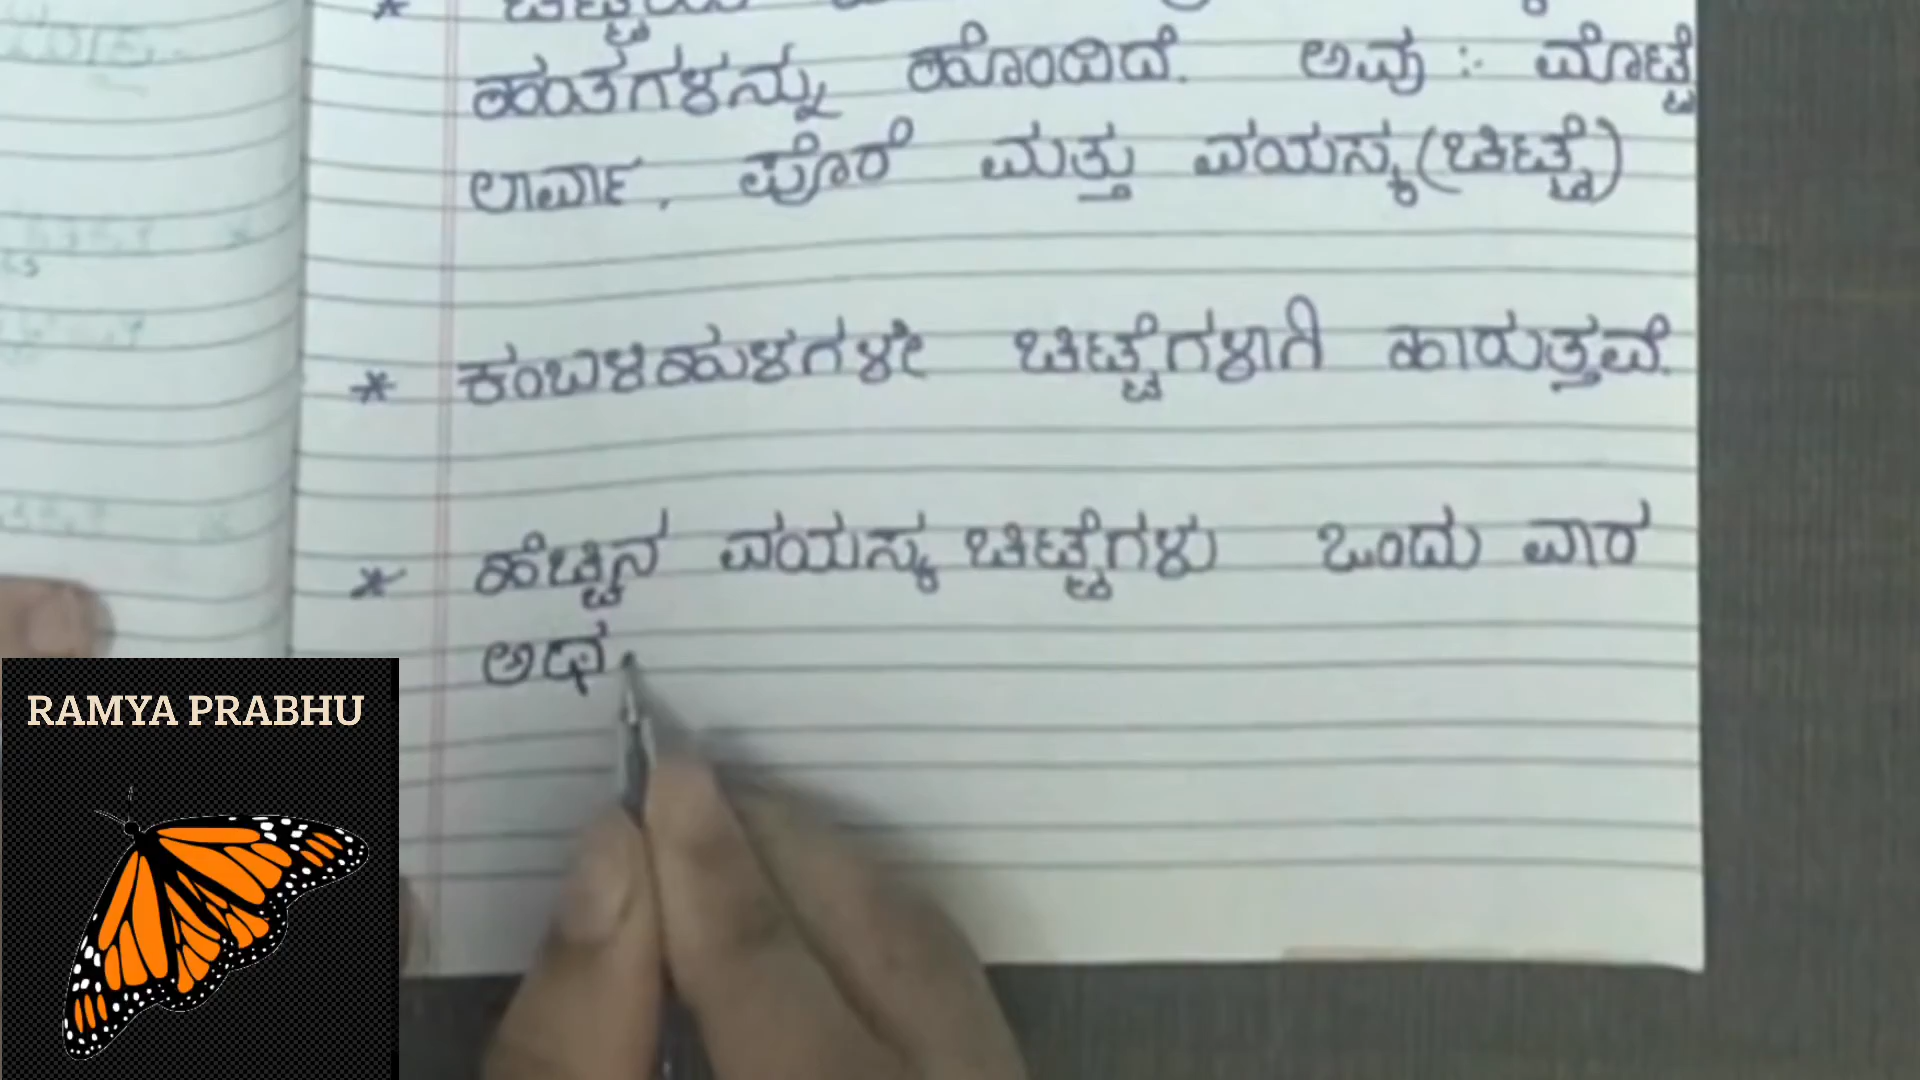 * ಚಿಟ್ಟೆಯು
ಹಂತಗಳನ್ನು ಹೊಂದಿದೆ. ಅವು :- ಮೊಟ್ಟೆ
ಲಾರ್ವಾ, ಪೊರೆ ಮತ್ತು ವಯಸ್ಕ(ಚಿಟ್ಟೆ)
* ಕಂಬಳಿಹುಳಗಳೇ ಚಿಟ್ಟೆಗಳಾಗಿ ಹಾರುತ್ತವೆ.
* ಹೆಚ್ಚಿನ ವಯಸ್ಕ ಚಿಟ್ಟೆಗಳು ಒಂದು ವಾರ
ಅಥ
RAMYA PRABHU